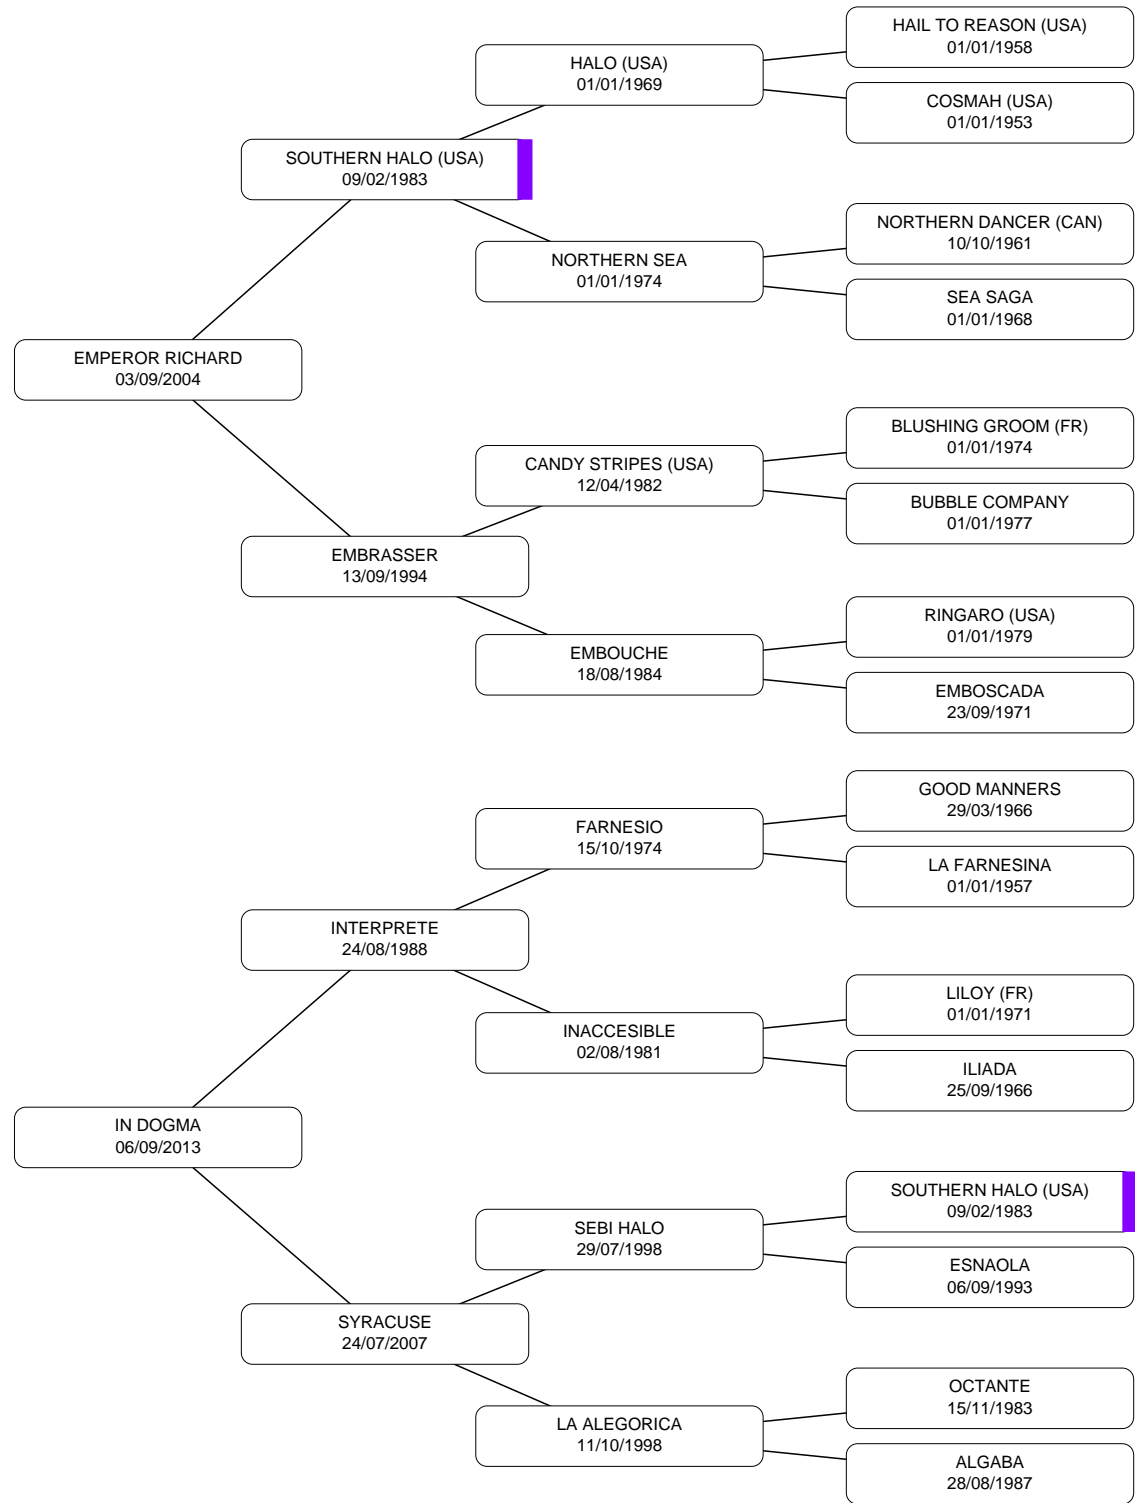 HAIL TO REASON (USA)
01/01/1958
HALO (USA)
01/01/1969
COSMAH (USA)
01/01/1953
SOUTHERN HALO (USA)
09/02/1983
NORTHERN DANCER (CAN)
10/10/1961
NORTHERN SEA
01/01/1974
SEA SAGA
01/01/1968
EMPEROR RICHARD
03/09/2004
BLUSHING GROOM (FR)
01/01/1974
CANDY STRIPES (USA)
12/04/1982
BUBBLE COMPANY
01/01/1977
EMBRASSER
13/09/1994
RINGARO (USA)
01/01/1979
EMBOUCHE
18/08/1984
EMBOSCADA
23/09/1971
GOOD MANNERS
29/03/1966
FARNESIO
15/10/1974
LA FARNESINA
01/01/1957
INTERPRETE
24/08/1988
LILOY (FR)
01/01/1971
INACCESIBLE
02/08/1981
ILIADA
25/09/1966
IN DOGMA
06/09/2013
SOUTHERN HALO (USA)
09/02/1983
SEBI HALO
29/07/1998
ESNAOLA
06/09/1993
SYRACUSE
24/07/2007
OCTANTE
15/11/1983
LA ALEGORICA
11/10/1998
ALGABA
28/08/1987